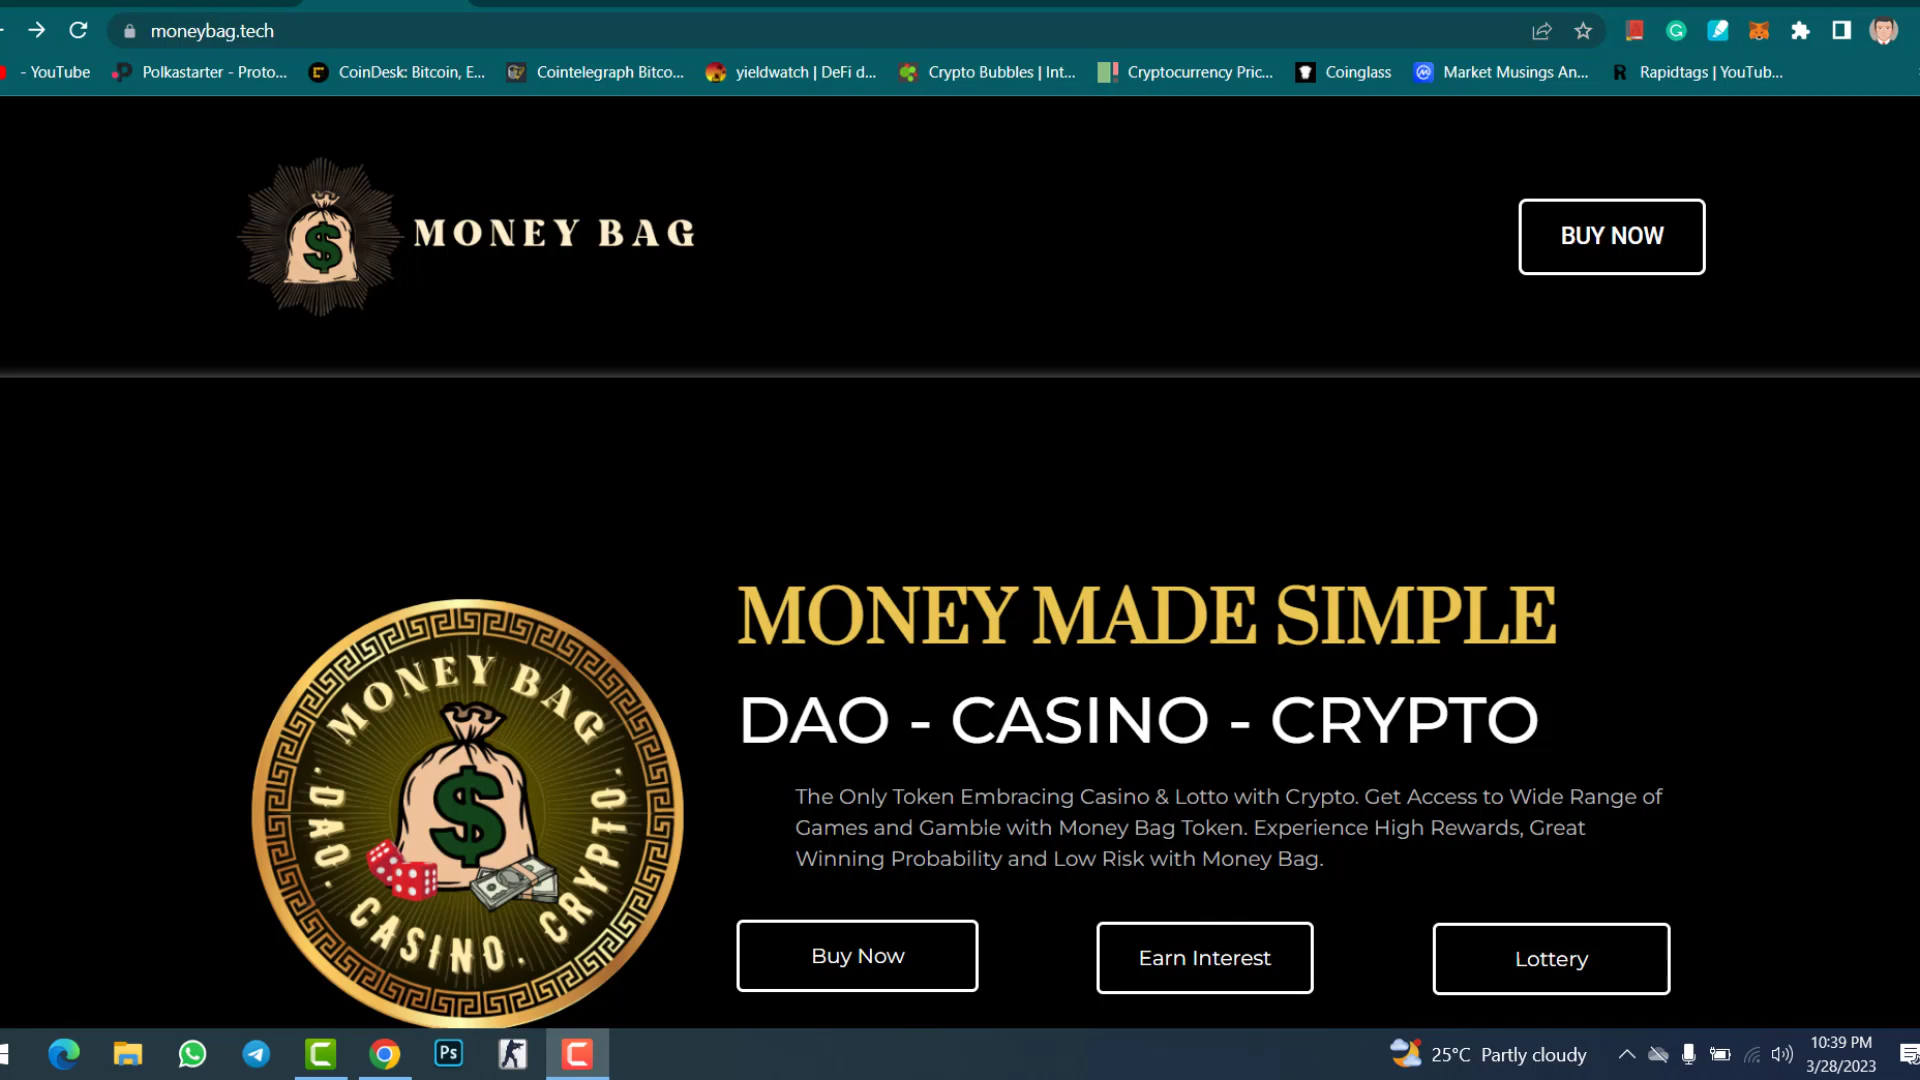 moneybag.tech
- YouTube
Polkastarter - Proto...
CoinDesk: Bitcoin, E...
Cointelegraph Bitco...
yieldwatch | DeFi d...
Crypto Bubbles | Int...
Cryptocurrency Pric...
Coinglass
Market Musings An...
R
Rapidtags | YouTub...
$
MONEY BAG
BUY NOW
MONEY MADE SIMPLE
DAO - CASINO - CRYPTO
The Only Token Embracing Casino & Lotto with Crypto. Get Access to Wide Range of
Games and Gamble with Money Bag Token. Experience High Rewards, Great
Winning Probability and Low Risk with Money Bag.
Buy Now
Earn Interest
Lottery
MONEY BAG
$
· DAO · CASINO · CRYPTO ·
Ps
25°C Partly cloudy
10:39 PM
3/28/2023